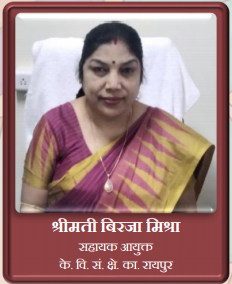 श्रीमती बिरजा मिश्रा
सहायक आयुक्त
के. वि. सं. क्षे. का. रायपुर